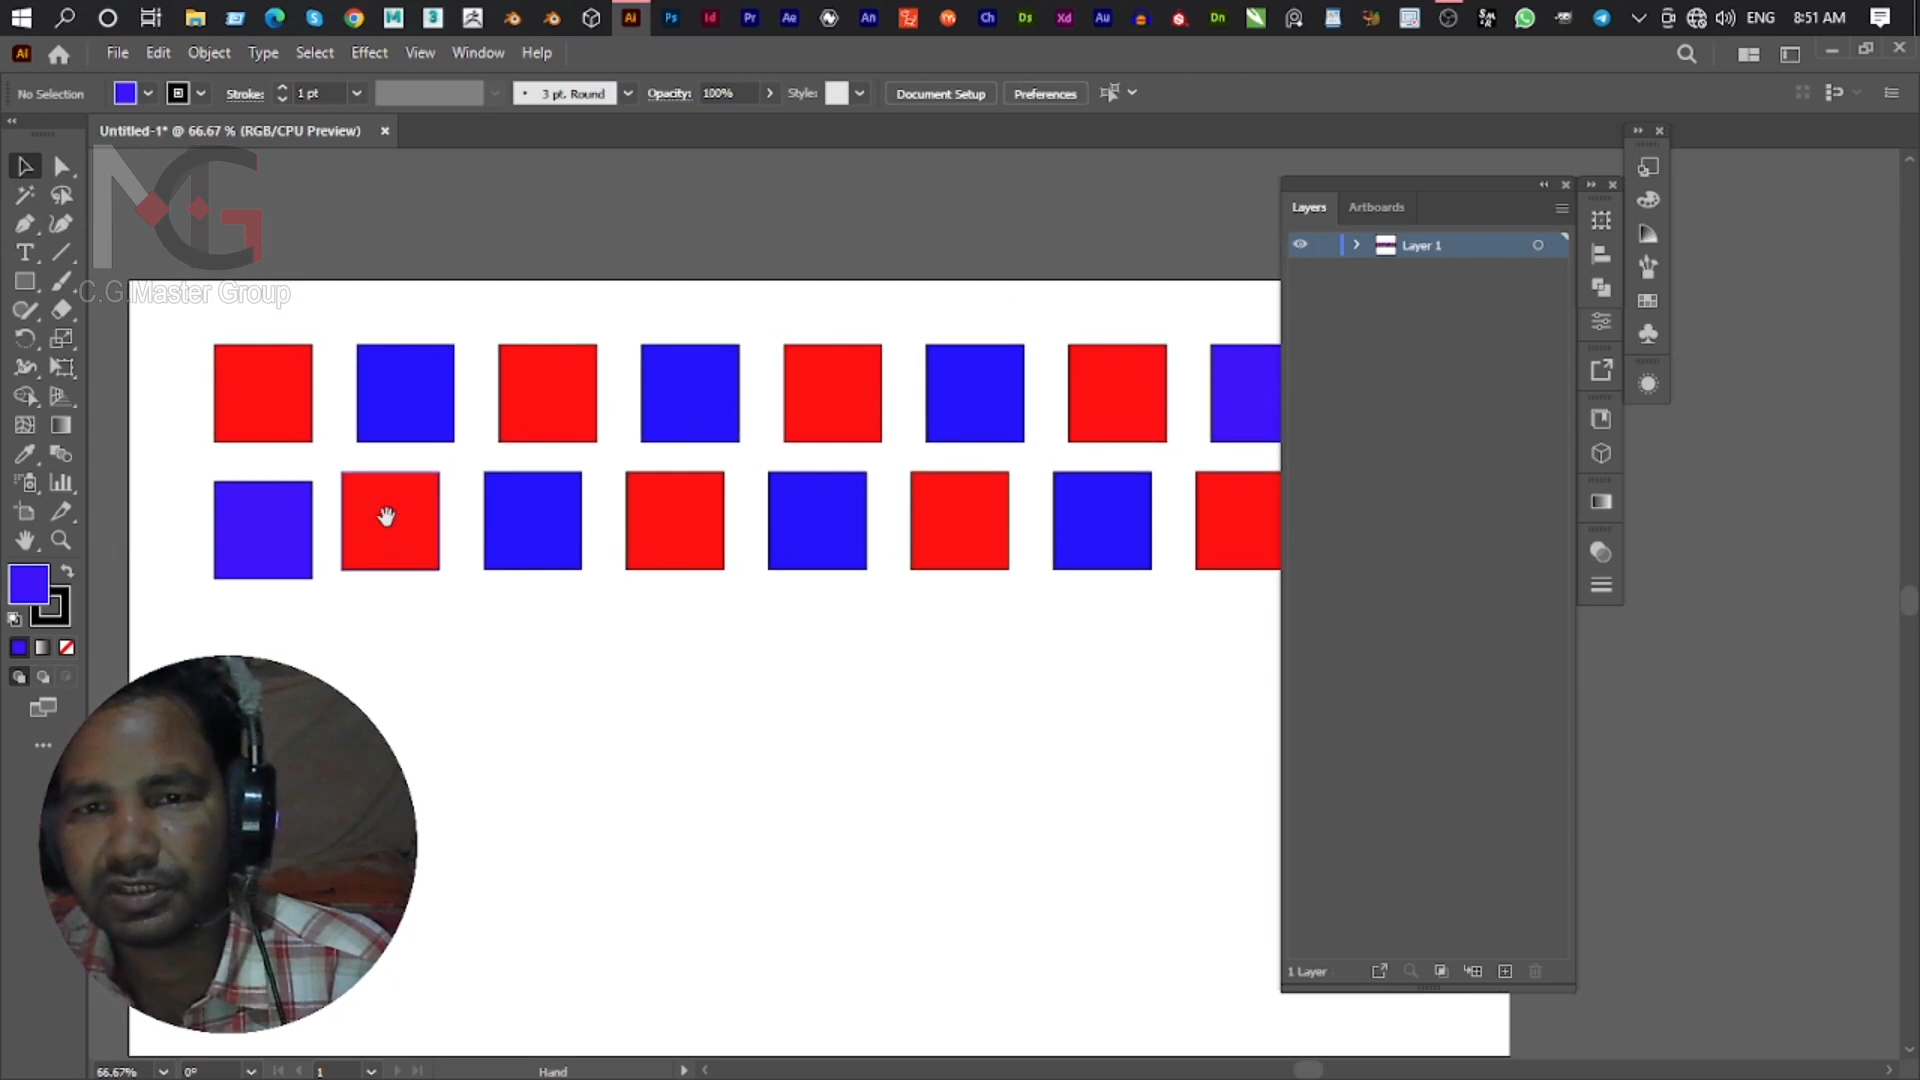 ENG 8:51 AM
File Edit Object Type Select Effect View Window Help
No Selection Stroke: 1 pt 3 pt. Round Opacity: 100% Style: Document Setup Preferences
Untitled-1* @ 66.67 % (RGB/CPU Preview)
MCG
C.G.Master Group
Layers Artboards
Layer 1
1 Layer
66.67% 0° 1 Hand